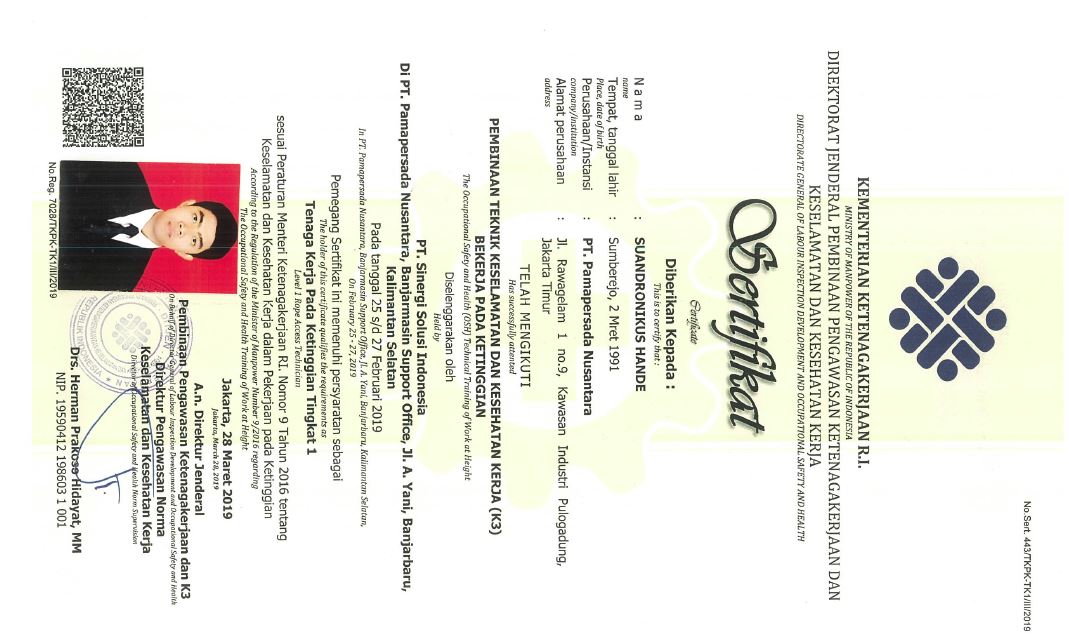 No.Sert. 443/TKPK-TK1/III/2019
KEMENTERIAN KETENAGAKERJAAN R.I.
MINISTRY OF MANPOWER OF THE REPUBLIC OF INDONESIA
DIREKTORAT JENDERAL PEMBINAAN PENGAWASAN KETENAGAKERJAAN DAN
KESELAMATAN DAN KESEHATAN KERJA
DIRECTORATE GENERAL OF LABOUR INSPECTION DEVELOPMENT AND OCCUPATIONAL SAFETY AND HEALTH
Sertifikat
Certificate
Diberikan Kepada :
This is to certify that :
N a m a : SUANDRONIKUS HANDE
name
Tempat, tanggal lahir : Sumberejo, 2 Mret 1991
Place, date of birth
Perusahaan/Instansi : PT. Pamapersada Nusantara
company/institution
Alamat perusahaan : Jl. Rawagelam 1 no.9, Kawasan Industri Pulogadung,
address
Jakarta Timur
TELAH MENGIKUTI
Has successfully attented
PEMBINAAN TEKNIK KESELAMATAN DAN KESEHATAN KERJA (K3)
BEKERJA PADA KETINGGIAN
The Occupational Safety and Health (OSH) Technical Training of Work at Height
Diselenggarakan oleh
Held by
PT. Sinergi Solusi Indonesia
Di PT. Pamapersada Nusantara, Banjarmasin Support Office, Jl. A. Yani, Banjarbaru,
Kalimantan Selatan
Pada tanggal 25 s/d 27 Februari 2019
In PT. Pamapersada Nusantara, Banjarmasin Support Office, Jl. A. Yani, Banjarbaru, Kalimantan Selatan,
On February 25 - 27, 2019
Pemegang Sertifikat ini memenuhi persyaratan sebagai
The holder of this certificate qualifies the requirements as
Tenaga Kerja Pada Ketinggian Tingkat 1
Level 1 Rope Access Technician
sesuai Peraturan Menteri Ketenagakerjaan RI. Nomor 9 Tahun 2016 tentang
Keselamatan dan Kesehatan Kerja dalam Pekerjaan pada Ketinggian
According to the Regulation of the Minister of Manpower Number 9/2016 regarding
The Occupational Safety and Health Training of Work at Height
Jakarta, 28 Maret 2019
Jakarta, March 28, 2019
A.n. Direktur Jenderal
Pembinaan Pengawasan Ketenagakerjaan dan K3
On Behalf of Director General of Labour Inspection Development and Occupational Safety and Health
Direktur Pengawasan Norma
Keselamatan dan Kesehatan Kerja
Director of Occupational Safety and Health Norm Supervision
REPUBLIK INDONESIA
Drs. Herman Prakoso Hidayat, MM
NIP. 19590412 198603 1 001
No.Reg. 7028/TKPK-TK1/III/2019